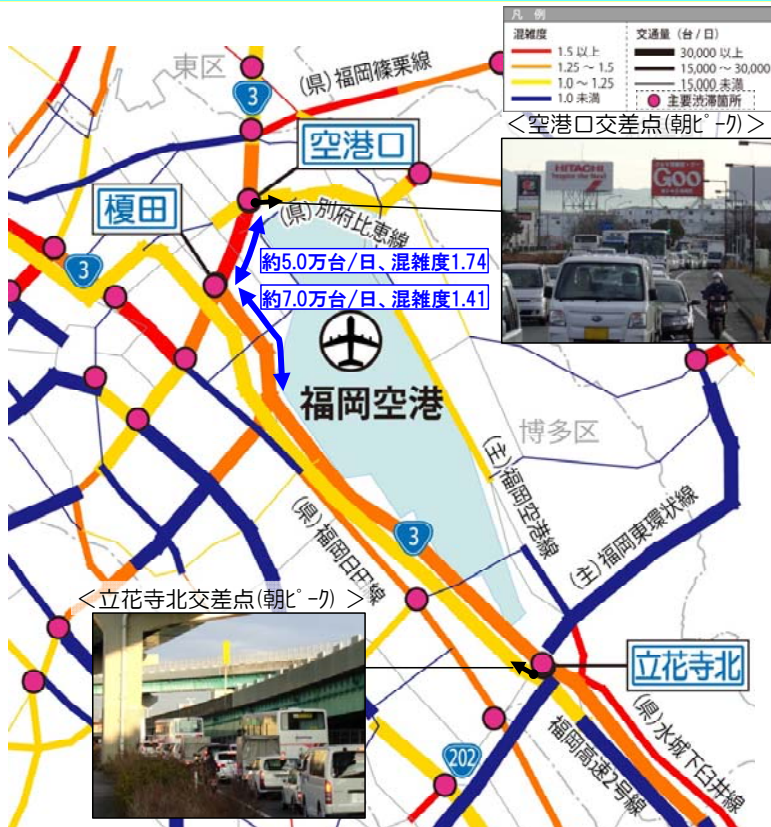 凡 例
混雑度
交通量(台/日)
1.5 以上
30,000 以上
1.25 ~ 1.5
15,000 ~ 30,000
1.0 ~ 1.25
15,000 未満
1.0 未満
主要渋滞箇所
東区
3
(県)福岡篠栗線
<空港口交差点(朝ピーク)>
HITACHI
Inspire the Next
Goo
空港口
榎田
(県)別府比恵線
3
約5.0万台/日、混雑度1.74
約7.0万台/日、混雑度1.41
福岡空港
博多区
(主)福岡空港線
(主)福岡東環状線
3
(県)福岡日田線
<立花寺北交差点(朝ピーク) >
立花寺北
(県)水城下臼井線
福岡高速2号線
202